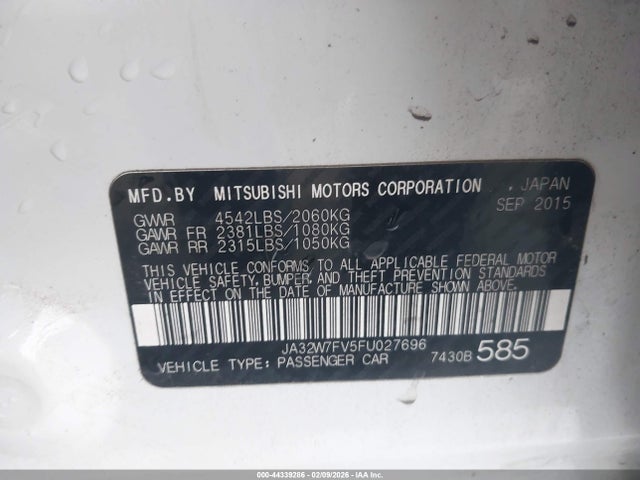 MFD.BY MITSUBISHI MOTORS CORPORATION , JAPAN
SEP 2015
GVWR 4542LBS/2060KG
GAWR FR 2381LBS/1080KG
GAWR RR 2315LBS/1050KG
THIS VEHICLE CONFORMS TO ALL APPLICABLE FEDERAL MOTOR
VEHICLE SAFETY,BUMPER,AND THEFT PREVENTION STANDARDS
IN EFFECT ON THE DATE OF MANUFACTURE SHOWN ABOVE.
JA32W7FV5FU027696
VEHICLE TYPE: PASSENGER CAR 7430B 585
000-44339266 - 02/09/2026 - IAA Inc.